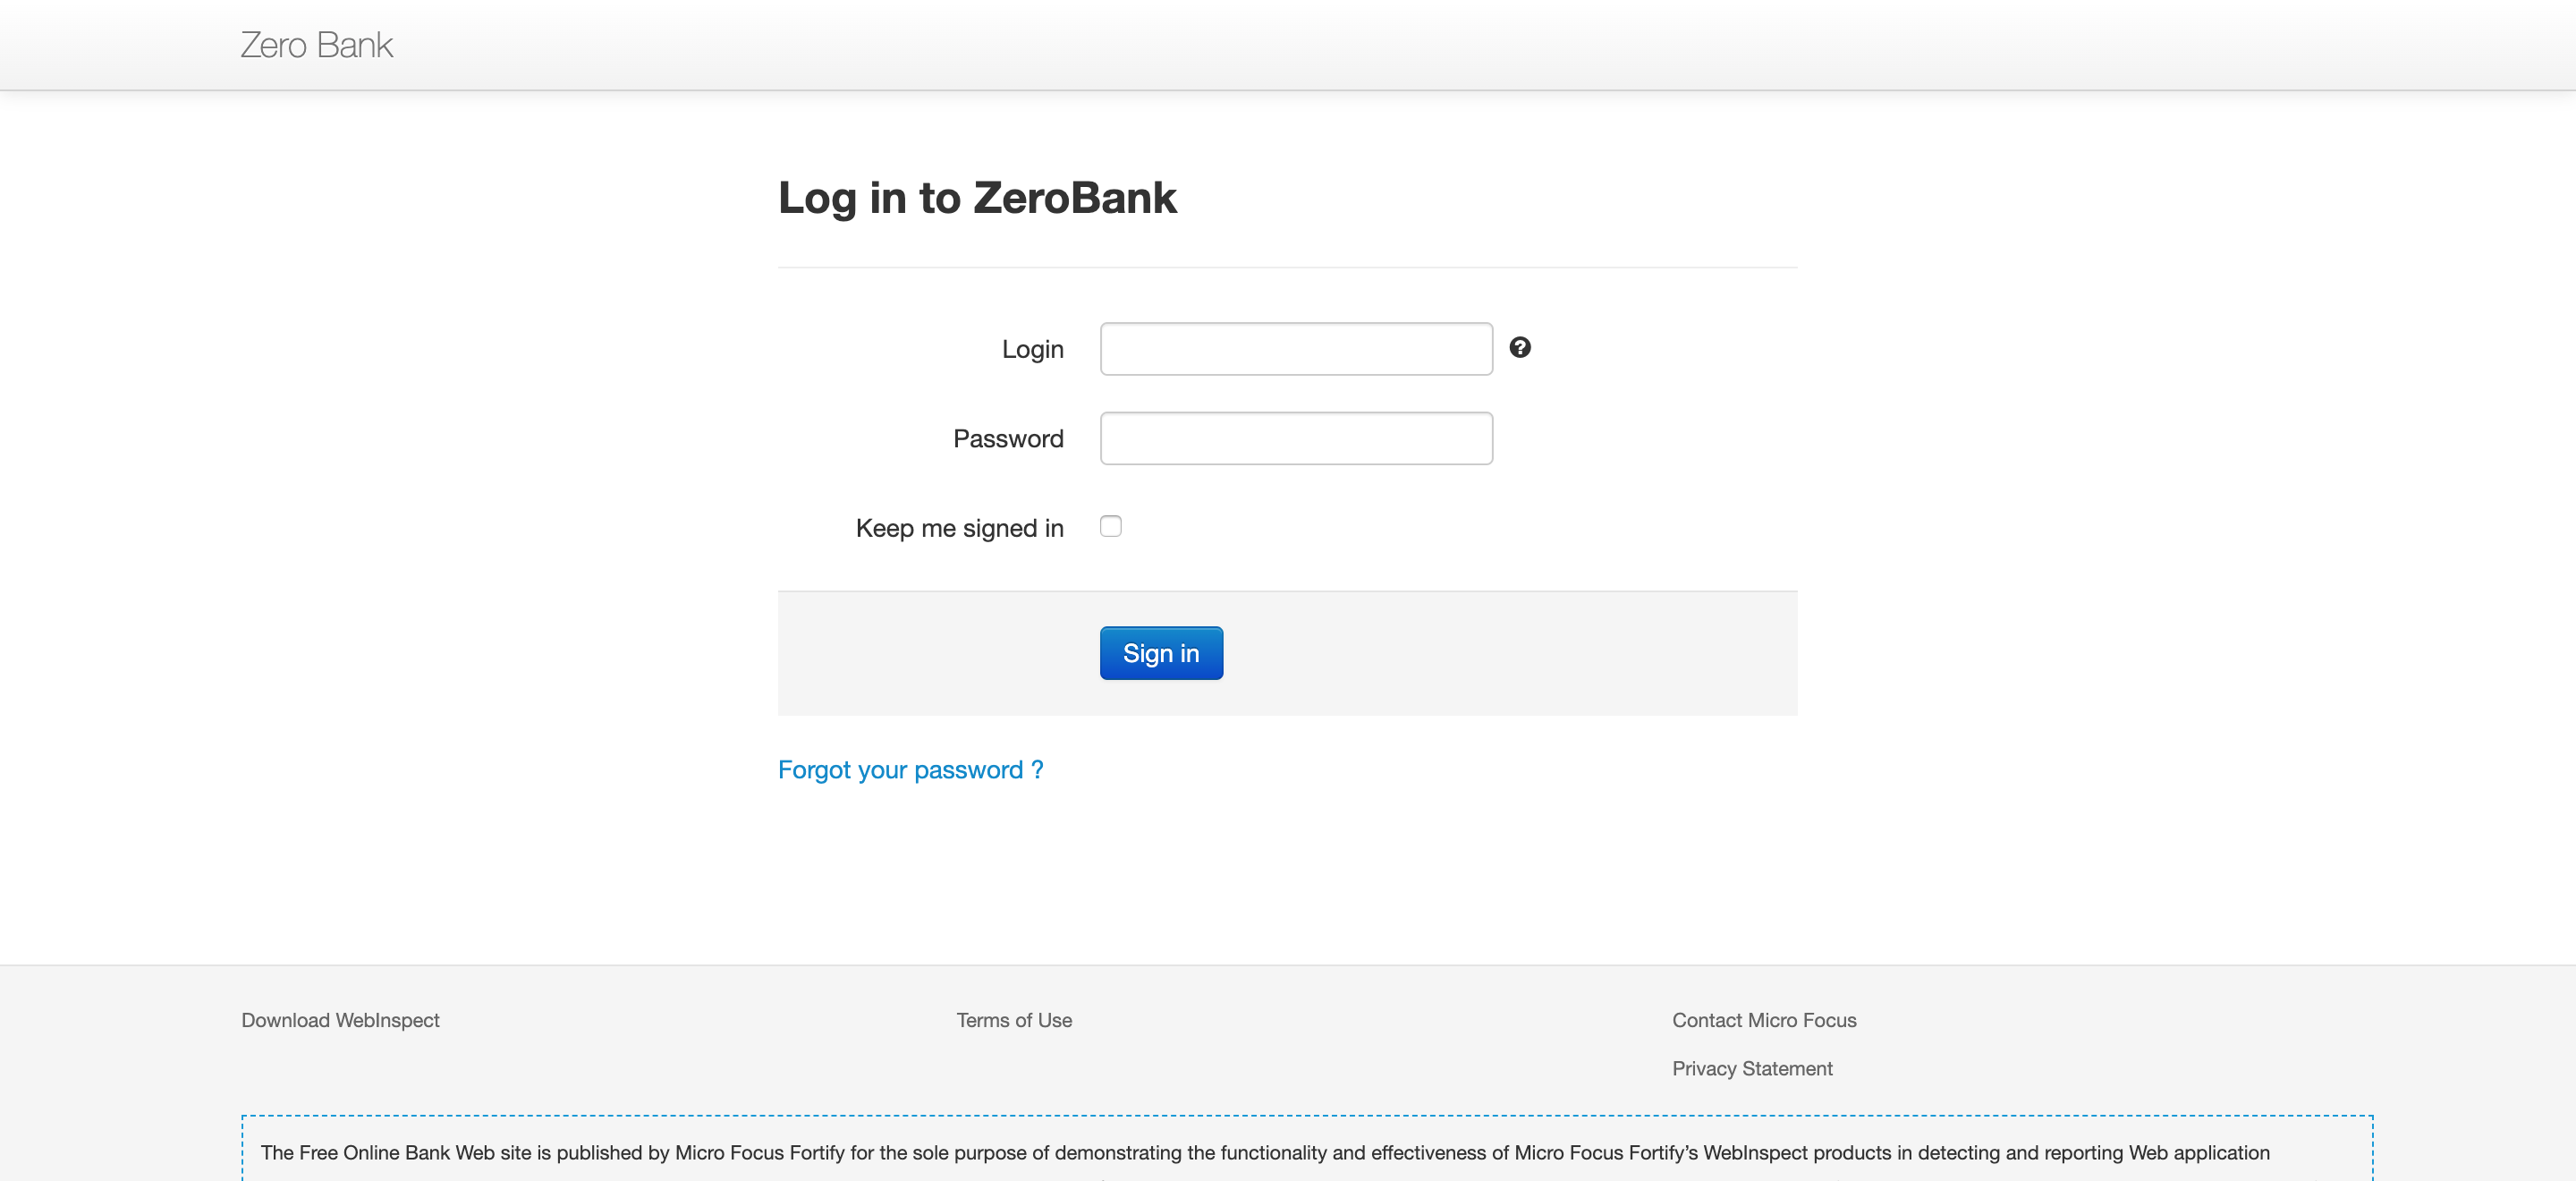 Zero Bank
Log in to ZeroBank
Login
Password
Keep me signed in
Sign in
Forgot your password ?
Download WebInspect
Terms of Use
Contact Micro Focus
Privacy Statement
The Free Online Bank Web site is published by Micro Focus Fortify for the sole purpose of demonstrating the functionality and effectiveness of Micro Focus Fortify’s WebInspect products in detecting and reporting Web application